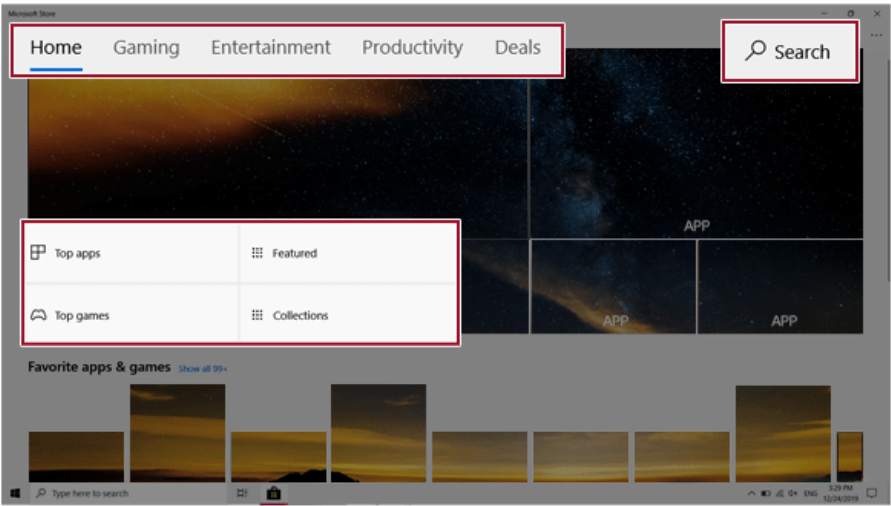 Microsoft Store
Home Gaming Entertainment Productivity Deals
Search
APP
Top apps
Featured
Top games
Collections
APP
APP
Favorite apps & games Show all 99+
Type here to search
ENG
3:29 PM
12/24/2019